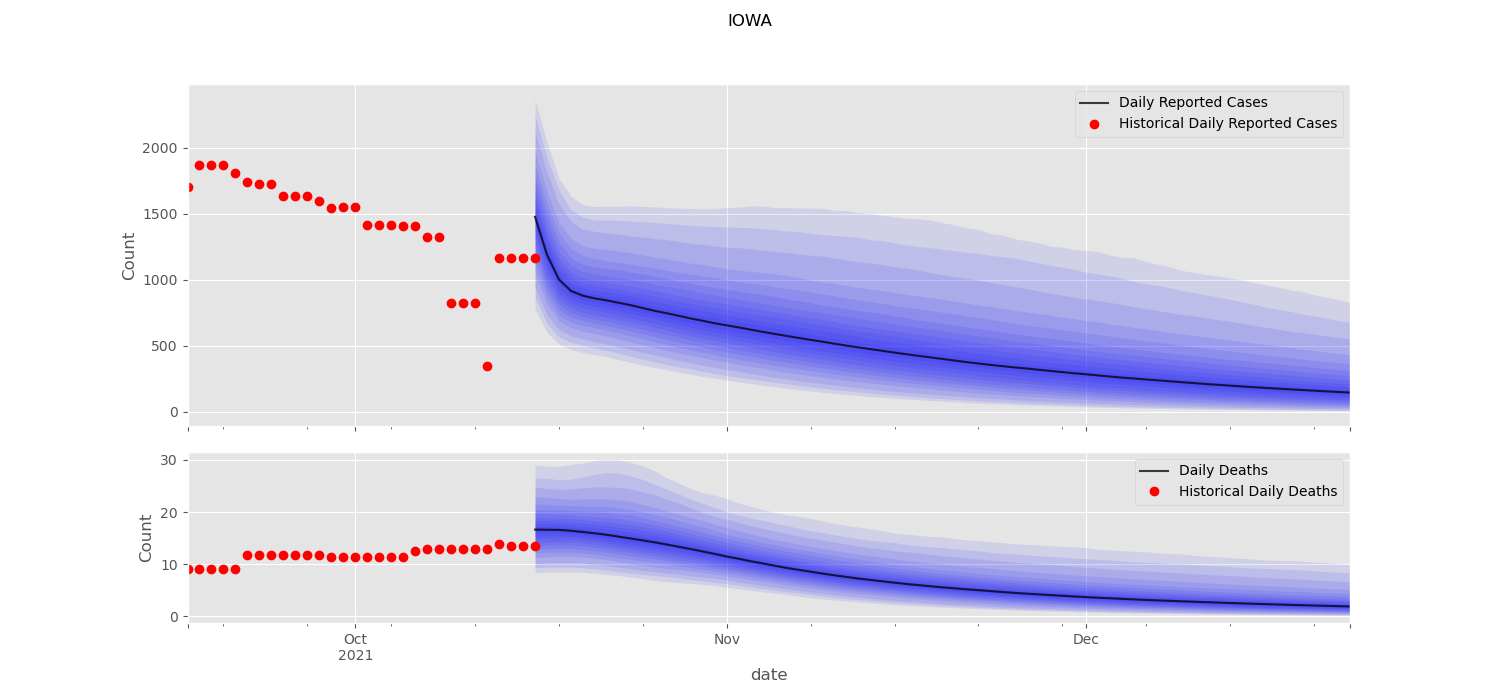 IOWA
Daily Reported Cases
Historical Daily Reported Cases
2000
1500
1000
500
0
Count
Daily Deaths
Historical Daily Deaths
30
20
10
0
Count
Oct
2021
Nov
Dec
date